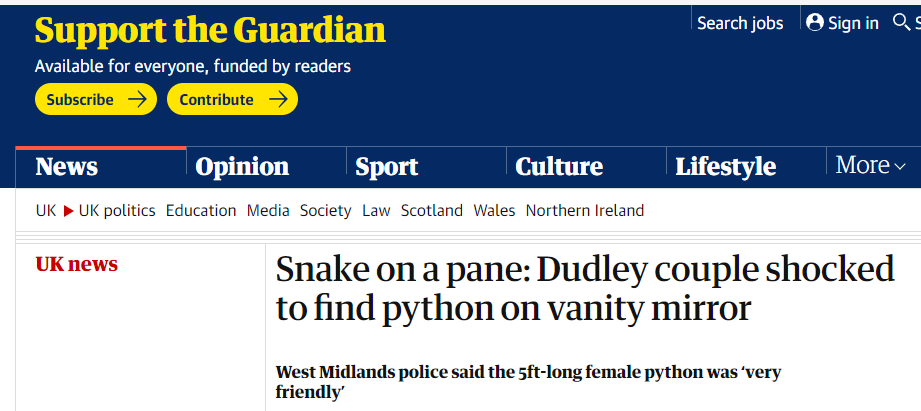 Support the Guardian
Available for everyone, funded by readers
Subscribe → Contribute →
Search jobs Sign in
News Opinion Sport Culture Lifestyle More
UK ▶ UK politics Education Media Society Law Scotland Wales Northern Ireland
UK news
Snake on a pane: Dudley couple shocked
to find python on vanity mirror
West Midlands police said the 5ft-long female python was ‘very
friendly’